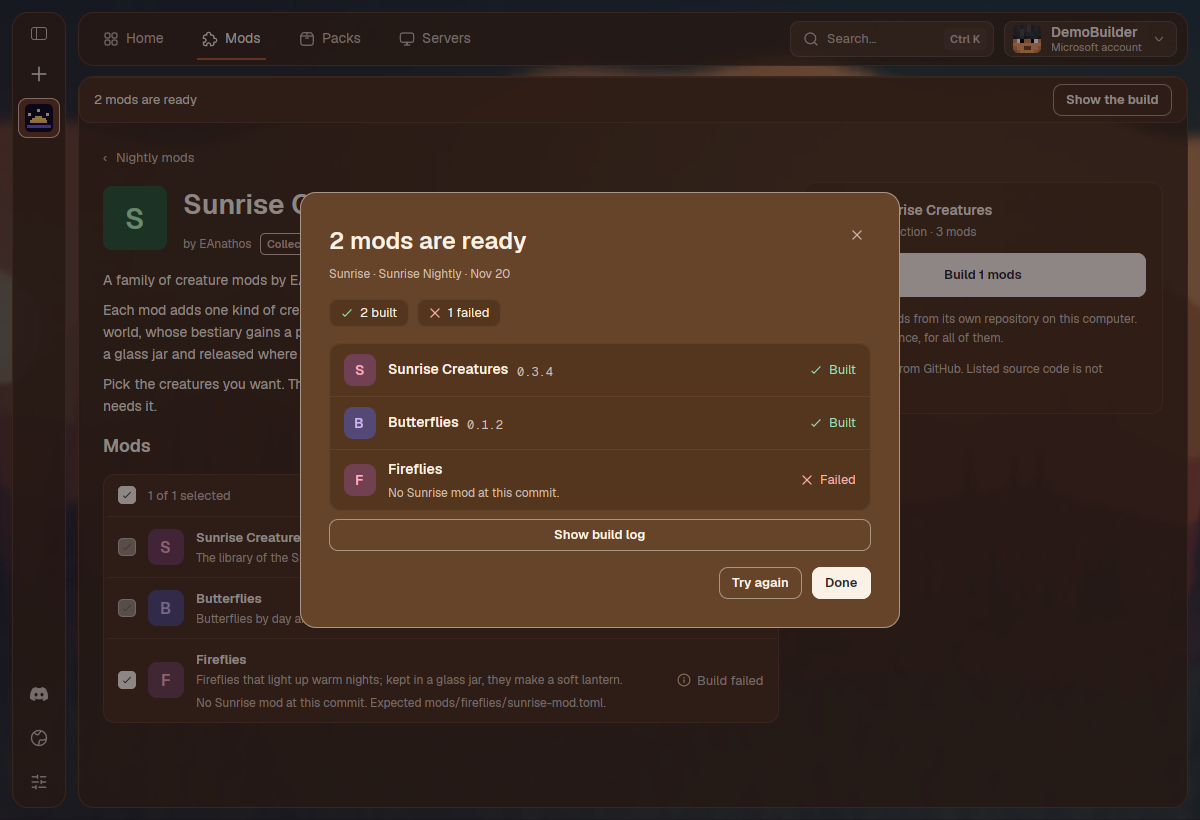 Home
Mods
Packs
Servers
Search...
Ctrl K
DemoBuilder
Microsoft account
2 mods are ready
Show the build
‹ Nightly mods
S
Sunrise C
by EAnathos
Collec
A family of creature mods by EA
Each mod adds one kind of cre
world, whose bestiary gains a p
a glass jar and released where
Pick the creatures you want. Th
needs it.
Mods
1 of 1 selected
S
Sunrise Creature
The library of the S
B
Butterflies
Butterflies by day a
F
Fireflies
Fireflies that light up warm nights; kept in a glass jar, they make a soft lantern.
No Sunrise mod at this commit. Expected mods/fireflies/sunrise-mod.toml.
Build failed
rise Creatures
ction · 3 mods
Build 1 mods
ds from its own repository on this computer.
nce, for all of them.
rom GitHub. Listed source code is not
2 mods are ready
Sunrise · Sunrise Nightly · Nov 20
2 built
1 failed
S
Sunrise Creatures 0.3.4
Built
B
Butterflies 0.1.2
Built
F
Fireflies
No Sunrise mod at this commit.
Failed
Show build log
Try again
Done